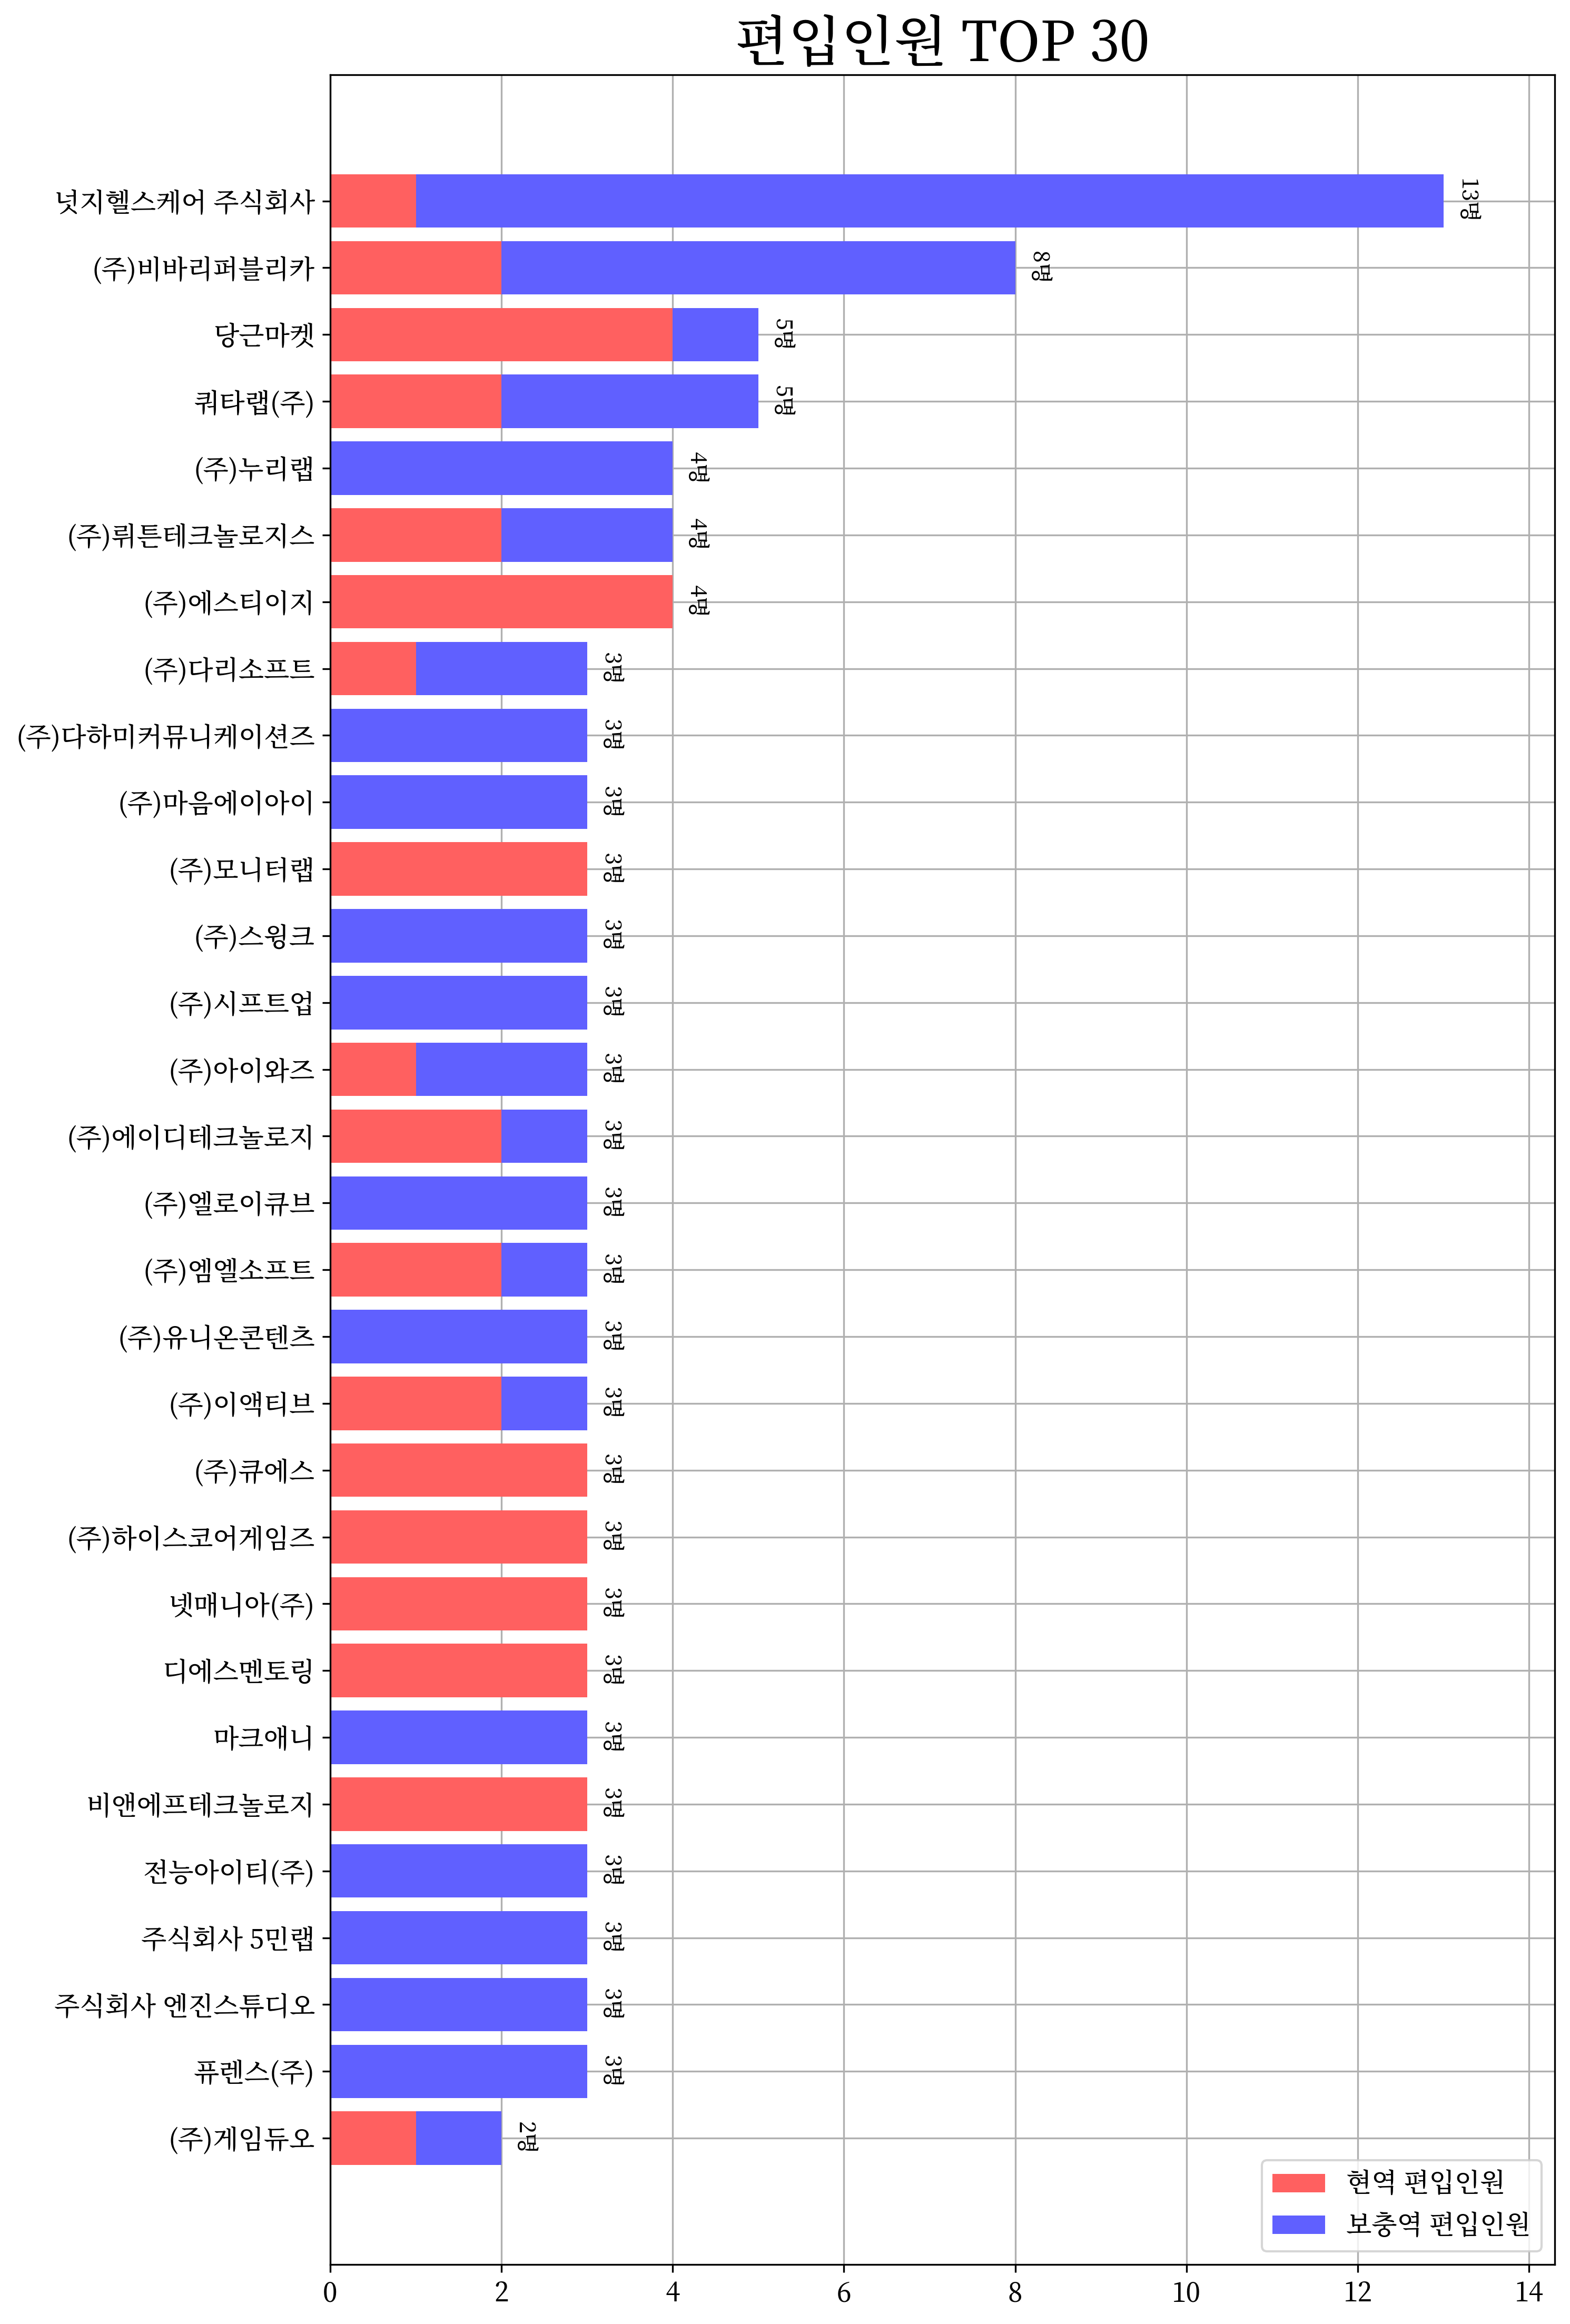 편입인원 TOP 30
넛지헬스케어 주식회사 13명
(주)비바리퍼블리카 8명
당근마켓 5명
쿼타랩(주) 5명
(주)누리랩 4명
(주)뤼튼테크놀로지스 4명
(주)에스티이지 4명
(주)다리소프트 3명
(주)다하미커뮤니케이션즈 3명
(주)마음에이아이 3명
(주)모니터랩 3명
(주)스윙크 3명
(주)시프트업 3명
(주)아이와즈 3명
(주)에이디테크놀로지 3명
(주)엘로이큐브 3명
(주)엠엘소프트 3명
(주)유니온콘텐츠 3명
(주)이액티브 3명
(주)큐에스 3명
(주)하이스코어게임즈 3명
넷매니아(주) 3명
디에스멘토링 3명
마크애니 3명
비앤에프테크놀로지 3명
전능아이티(주) 3명
주식회사 5민랩 3명
주식회사 엔진스튜디오 3명
퓨렌스(주) 3명
(주)게임듀오 2명
현역 편입인원
보충역 편입인원
0 2 4 6 8 10 12 14